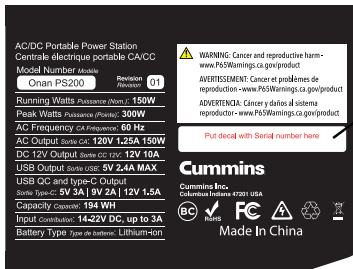 AC/DC Portable Power Station
Centrale électrique portable CA/CC
Model Number Modèle
Onan PS200
Revision
Révision
01
Running Watts Puissance (Nom.): 150W
Peak Watts Puissance (Pointe): 300W
AC Frequency CA Fréquence: 60 Hz
AC Output Sortie CA: 120V 1.25A 150W
DC 12V Output Sortie CC 12V: 12V 10A
USB Output Sortie USB: 5V 2.4A MAX
USB QC and type-C Output
Sortie Type-C: 5V 3A | 9V 2A | 12V 1.5A
Capacity Capacité: 194 WH
Input Contribution: 14-22V DC, up to 3A
Battery Type Type de batterie: Lithium-ion
WARNING: Cancer and reproductive harm -
www.P65Warnings.ca.gov/product
AVERTISSEMENT: Cancer et problèmes de
reproduction - www.P65Warnings.ca.gov/product
ADVERTENCIA: Cáncer y daños al sistema
reproductor - www.P65Warnings.ca.gov/product
Put decal with Serial number here
Cummins
Cummins Inc.
Columbus Indiana 47201 USA
BC
RoHS
FC
Made In China